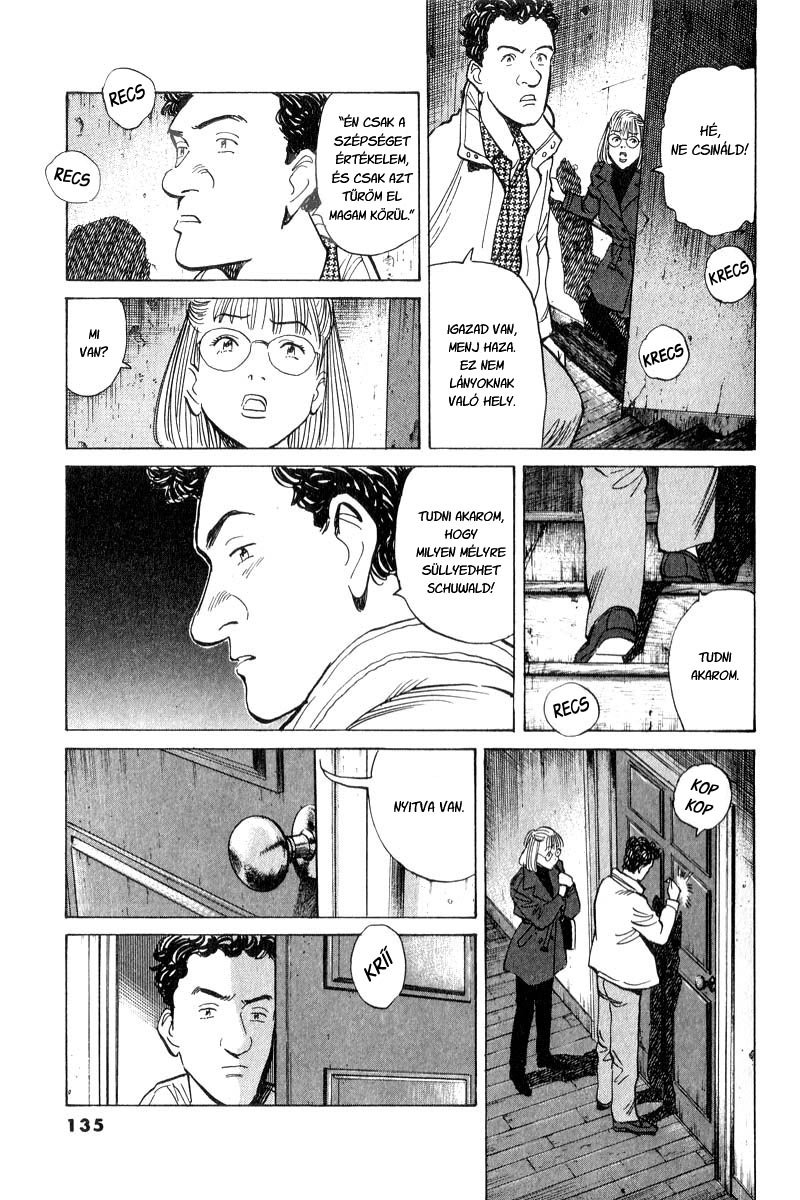 HÉ,
NE CSINÁLD!
KRECS
KRECS
IGAZAD VAN,
MENJ HAZA.
EZ NEM
LÁNYOKNAK
VALÓ HELY.
RECS
"ÉN CSAK A
SZÉPSÉGET
ÉRTÉKELEM,
ÉS CSAK AZT
TŰRÖM EL
MAGAM KÖRÜL."
RECS
MI
VAN?
TUDNI
AKAROM.
RECS
TUDNI AKAROM,
HOGY
MILYEN MÉLYRE
SÜLLYEDHET
SCHUWALD!
KOP
KOP
NYITVA VAN.
KRÍÍ
135